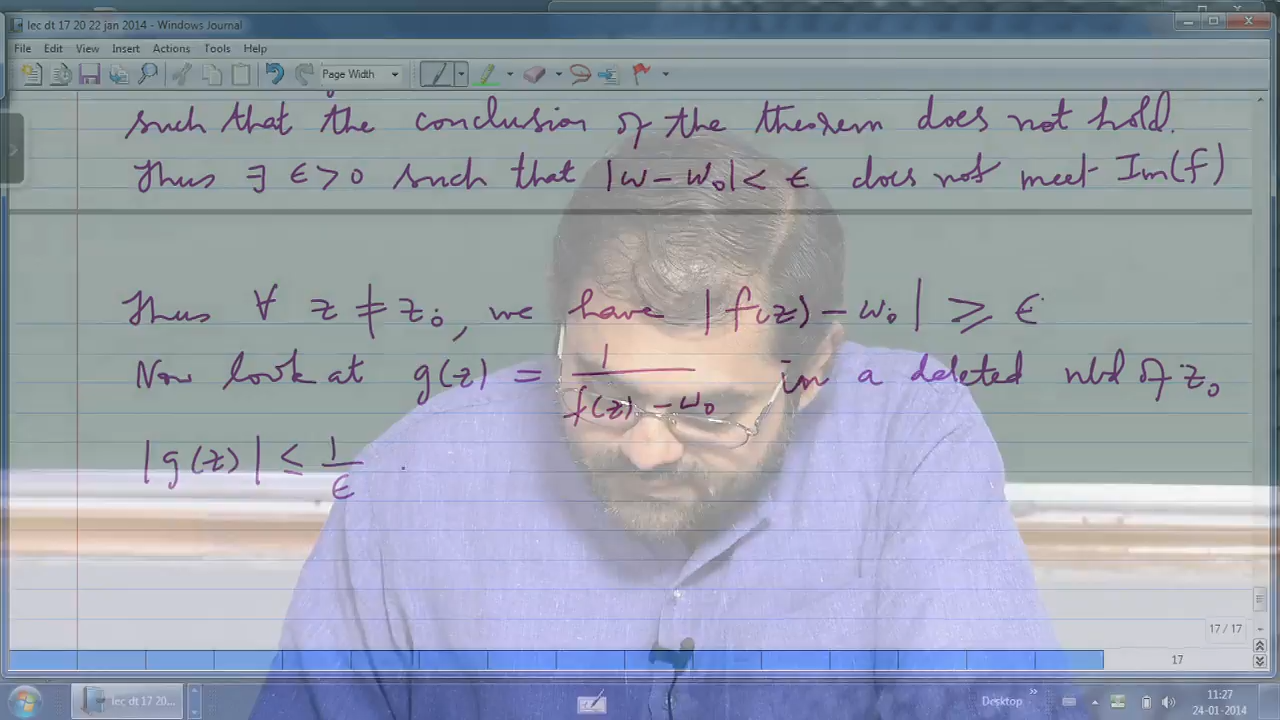 lec dt 17 20 22 jan 2014 - Windows Journal
File Edit View Insert Actions Tools Help
Page Width
such that the conclusion of the theorem does not hold.
Thus ∃ ε > 0 such that |w - w₀| < ε does not meet Im(f)
Thus ∀ z ≠ z₀, we have |f(z) - w₀| ≥ ε
Now look at g(z) = 1/(f(z) - w₀) in a deleted nbd of z₀
|g(z)| ≤ 1/ε
17 / 17
17
lec dt 17 20...
Desktop
11:27
24-01-2014